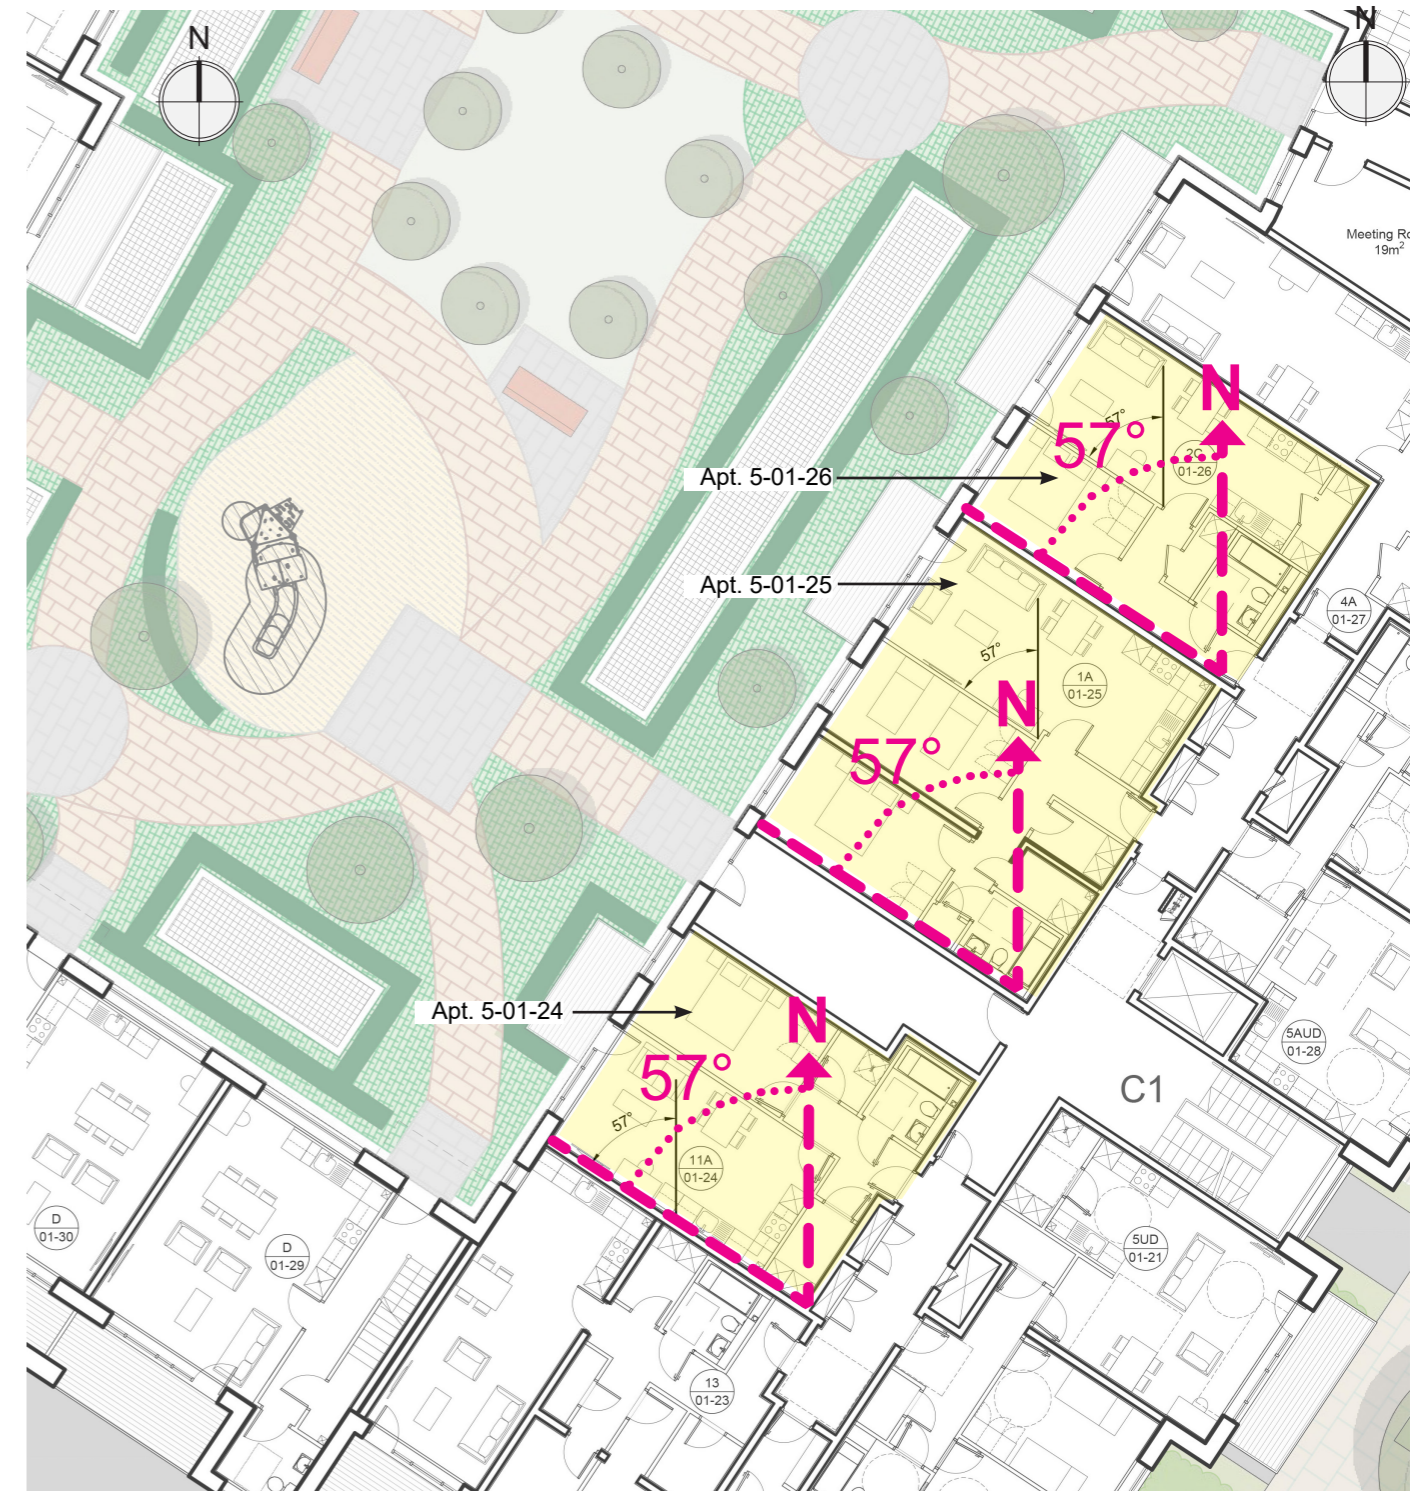 N
N
Meeting Ro
19m²
N
57°
57°
2C
01-26
Apt. 5-01-26
Apt. 5-01-25
4A
01-27
57°
1A
01-25
N
57°
Apt. 5-01-24
N
57°
57°
11A
01-24
5AUD
01-28
C1
D
01-30
D
01-29
5UD
01-21
13
01-23